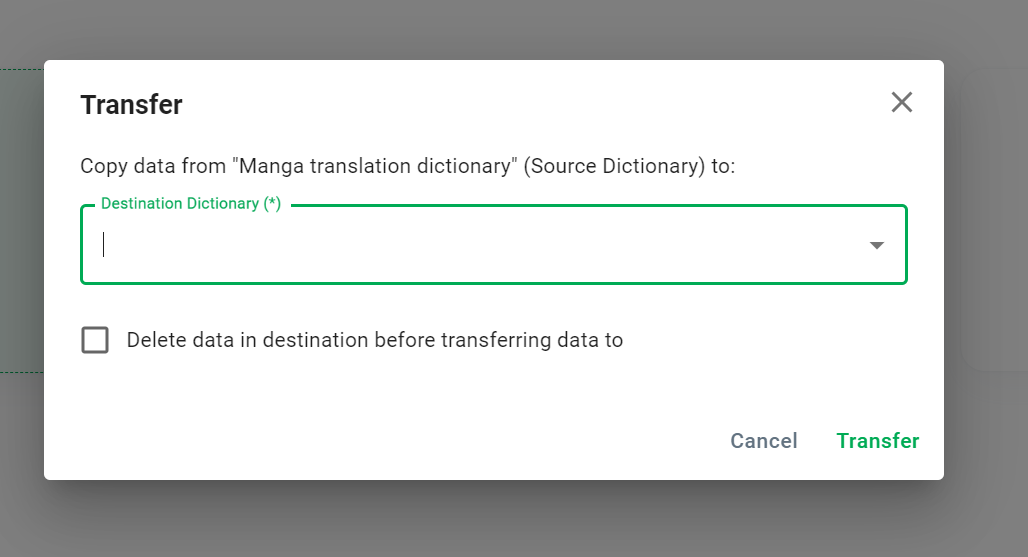 Transfer
Copy data from "Manga translation dictionary" (Source Dictionary) to:
Destination Dictionary (*)
Delete data in destination before transferring data to
Cancel
Transfer